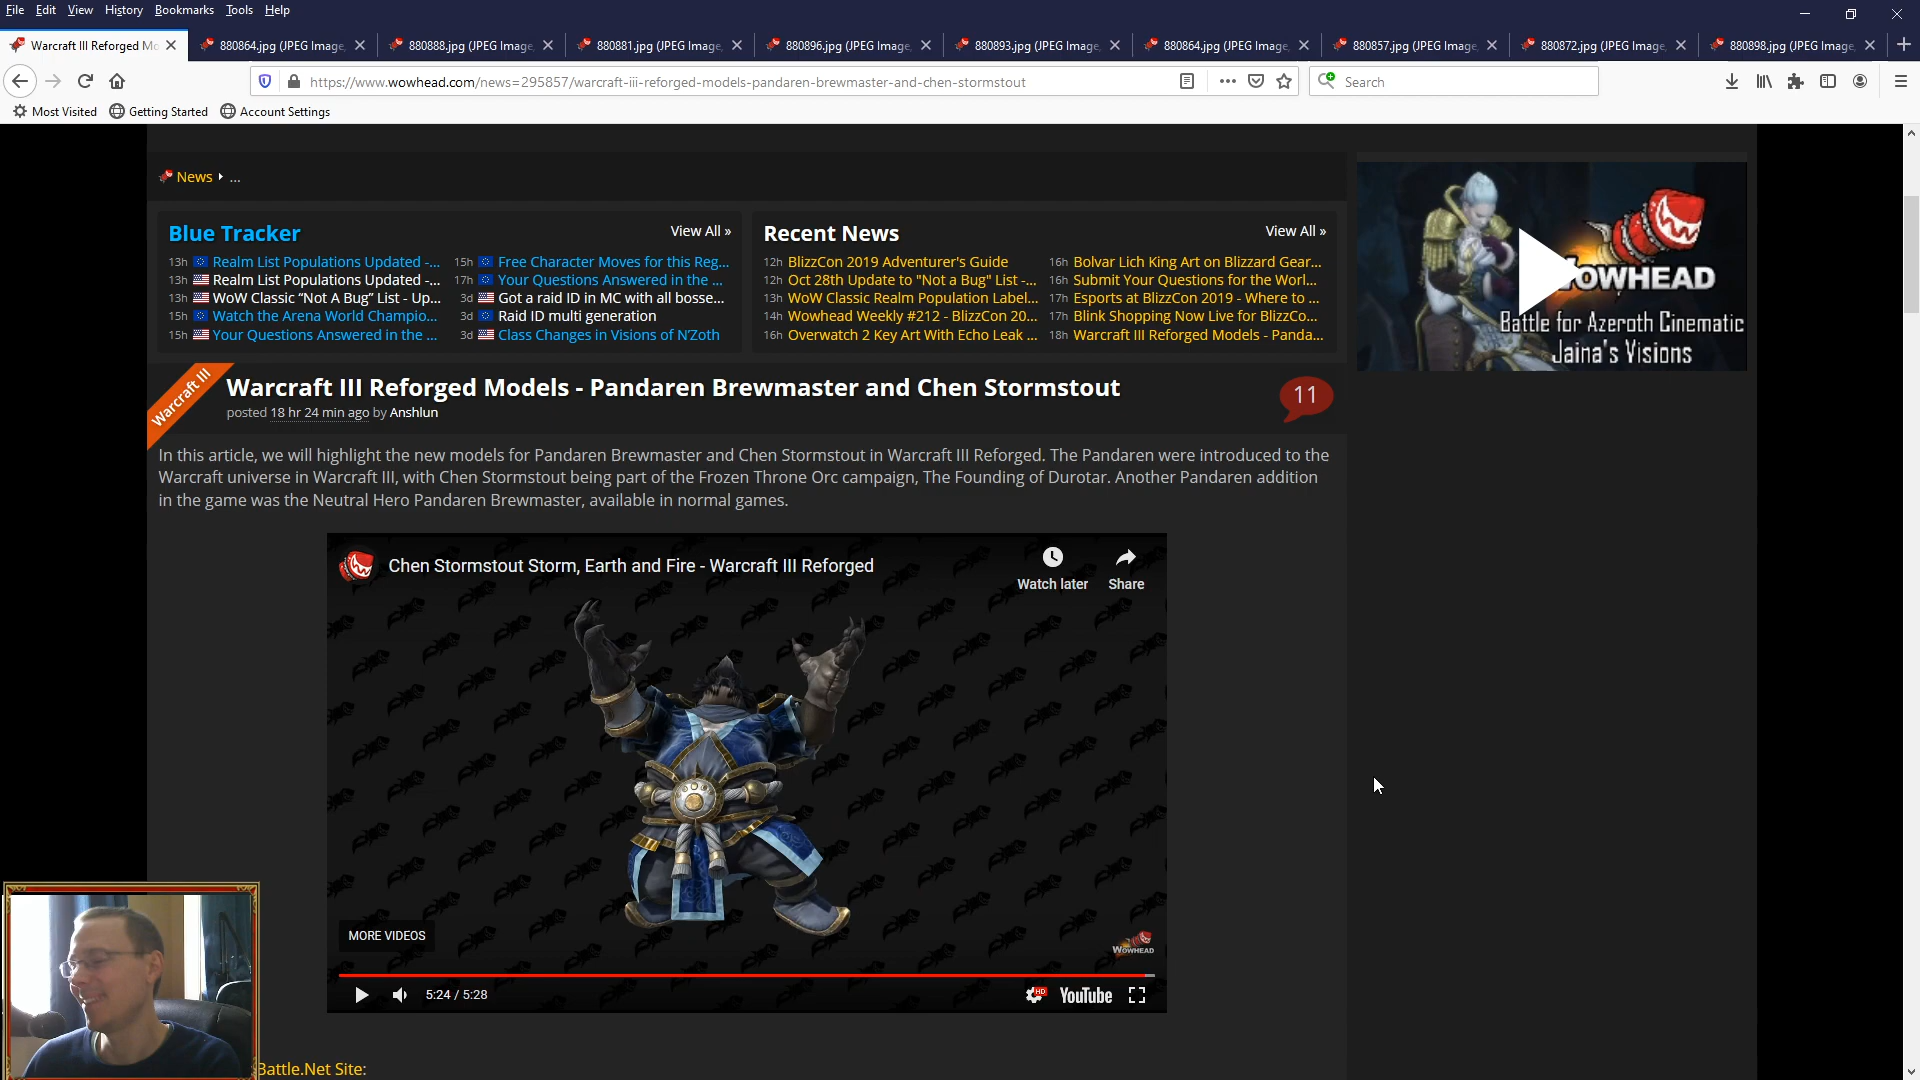 File Edit View History Bookmarks Tools Help
Warcraft III Reforged Mo
880864.jpg (JPEG Image,
880888.jpg (JPEG Image,
880881.jpg (JPEG Image,
880896.jpg (JPEG Image,
880893.jpg (JPEG Image,
880864.jpg (JPEG Image,
880857.jpg (JPEG Image,
880872.jpg (JPEG Image,
880898.jpg (JPEG Image,
https://www.wowhead.com/news=295857/warcraft-iii-reforged-models-pandaren-brewmaster-and-chen-stormstout
Search
Most Visited Getting Started Account Settings
News ...
Blue Tracker View All »
13h Realm List Populations Updated -...
13h Realm List Populations Updated -...
13h WoW Classic “Not A Bug” List - Up...
15h Watch the Arena World Champio...
15h Your Questions Answered in the ...
15h Free Character Moves for this Reg...
17h Your Questions Answered in the ...
3d Got a raid ID in MC with all bosse...
3d Raid ID multi generation
3d Class Changes in Visions of N'Zoth
Recent News View All »
12h BlizzCon 2019 Adventurer's Guide
12h Oct 28th Update to "Not a Bug" List -...
13h WoW Classic Realm Population Label...
14h Wowhead Weekly #212 - BlizzCon 20...
16h Overwatch 2 Key Art With Echo Leak ...
16h Bolvar Lich King Art on Blizzard Gear...
16h Submit Your Questions for the Worl...
17h Esports at BlizzCon 2019 - Where to ...
17h Blink Shopping Now Live for BlizzCo...
18h Warcraft III Reforged Models - Panda...
WOWHEAD
Battle for Azeroth Cinematic
Jaina's Visions
Warcraft III
Warcraft III Reforged Models - Pandaren Brewmaster and Chen Stormstout
11
posted 18 hr 24 min ago by Anshlun
In this article, we will highlight the new models for Pandaren Brewmaster and Chen Stormstout in Warcraft III Reforged. The Pandaren were introduced to the
Warcraft universe in Warcraft III, with Chen Stormstout being part of the Frozen Throne Orc campaign, The Founding of Durotar. Another Pandaren addition
in the game was the Neutral Hero Pandaren Brewmaster, available in normal games.
Chen Stormstout Storm, Earth and Fire - Warcraft III Reforged
Watch later Share
MORE VIDEOS
WOWHEAD
5:24 / 5:28
HD
YouTube
Battle.Net Site: